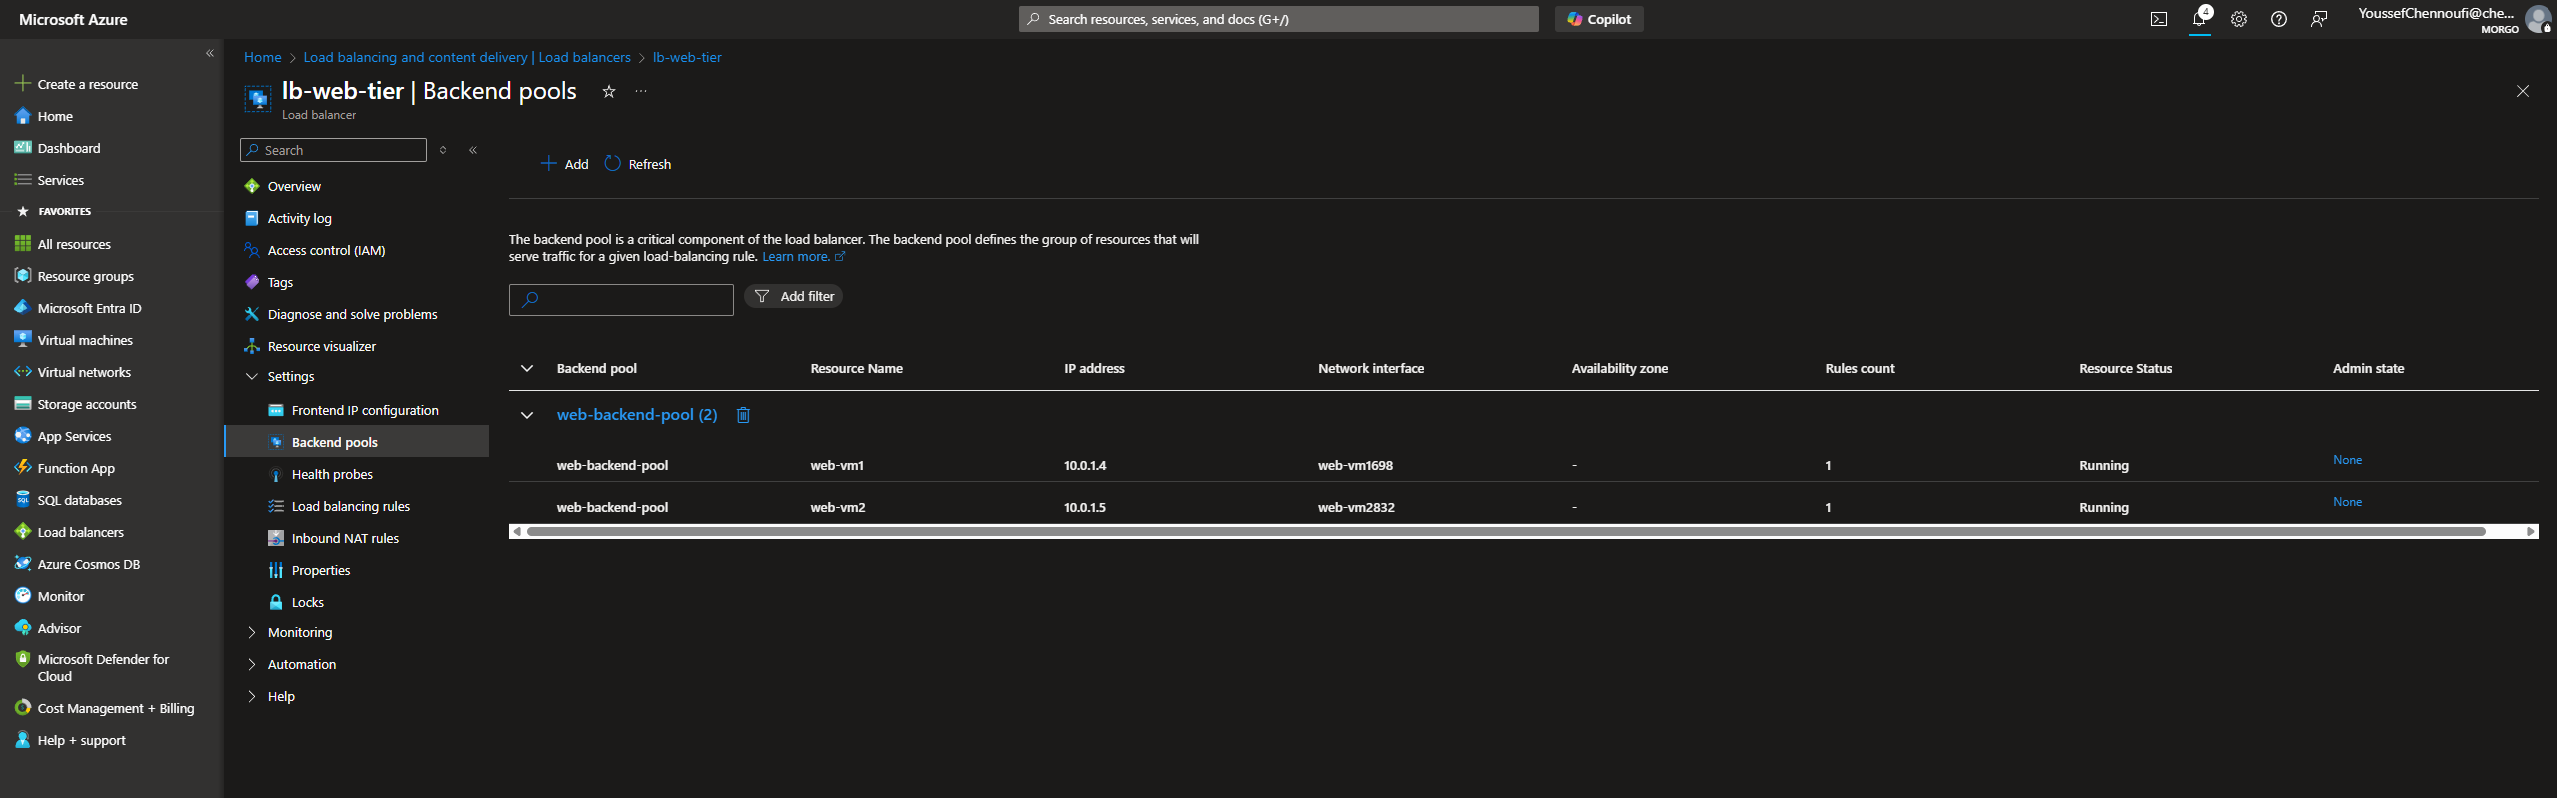 Microsoft Azure
Search resources, services, and docs (G+/)
Copilot
4
YoussefChennoufi@che...
MORGO
Create a resource
Home
Dashboard
Services
FAVORITES
All resources
Resource groups
Microsoft Entra ID
Virtual machines
Virtual networks
Storage accounts
App Services
Function App
SQL databases
Load balancers
Azure Cosmos DB
Monitor
Advisor
Microsoft Defender for
Cloud
Cost Management + Billing
Help + support
Home > Load balancing and content delivery | Load balancers > lb-web-tier
lb-web-tier | Backend pools
Load balancer
Search
Overview
Activity log
Access control (IAM)
Tags
Diagnose and solve problems
Resource visualizer
Settings
Frontend IP configuration
Backend pools
Health probes
Load balancing rules
Inbound NAT rules
Properties
Locks
Monitoring
Automation
Help
Add Refresh
The backend pool is a critical component of the load balancer. The backend pool defines the group of resources that will
serve traffic for a given load-balancing rule. Learn more.
Add filter
Backend pool Resource Name IP address Network interface Availability zone Rules count Resource Status Admin state
web-backend-pool (2)
web-backend-pool web-vm1 10.0.1.4 web-vm1698 - 1 Running None
web-backend-pool web-vm2 10.0.1.5 web-vm2832 - 1 Running None